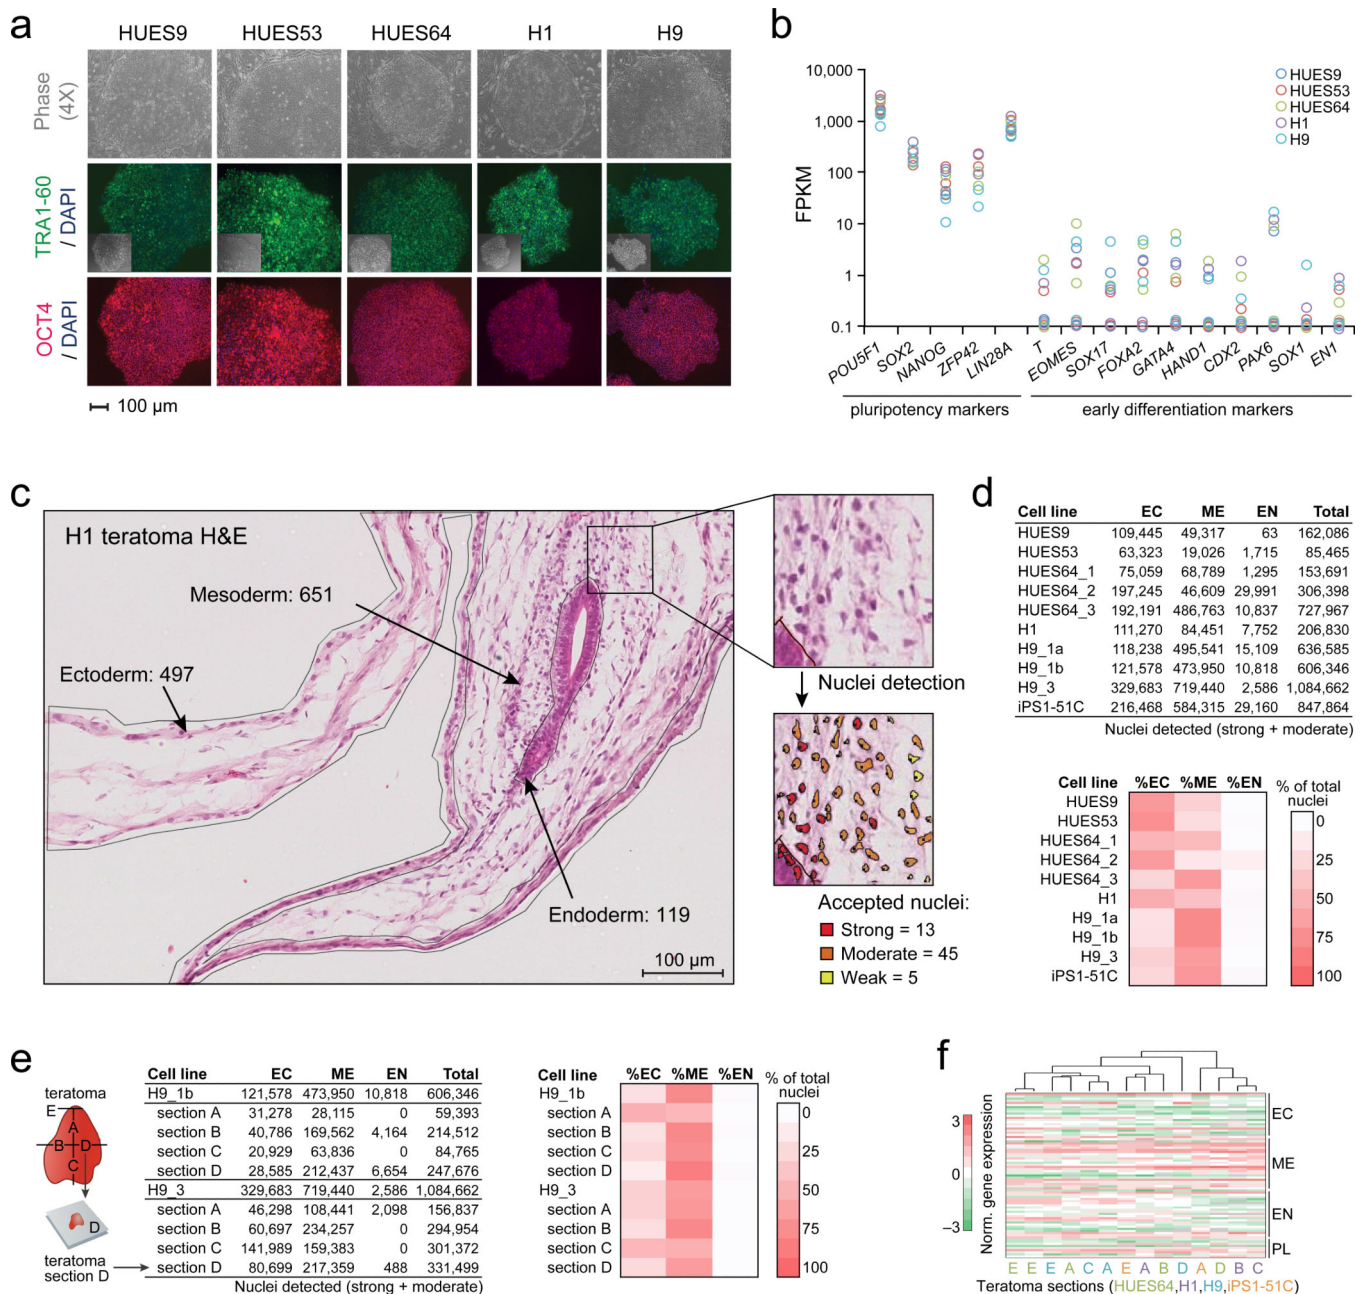 a
HUES9 HUES53 HUES64 H1 H9
Phase
(4X)
TRA1-60
/ DAPI
OCT4
/ DAPI
100 µm
b
10,000
1,000
100
10
1
0.1
FPKM
HUES9
HUES53
HUES64
H1
H9
POU5F1 SOX2 NANOG ZFP42 LIN28A T EOMES SOX17 FOXA2 GATA4 HAND1 CDX2 PAX6 SOX1 EN1
pluripotency markers early differentiation markers
c
H1 teratoma H&E
Mesoderm: 651
Ectoderm: 497
Endoderm: 119
100 µm
Nuclei detection
Accepted nuclei:
Strong = 13
Moderate = 45
Weak = 5
d
Cell line EC ME EN Total
HUES9 109,445 49,317 63 162,086
HUES53 63,323 19,026 1,715 85,465
HUES64_1 75,059 68,789 1,295 153,691
HUES64_2 197,245 46,609 29,991 306,398
HUES64_3 192,191 486,763 10,837 727,967
H1 111,270 84,451 7,752 206,830
H9_1a 118,238 495,541 15,109 636,585
H9_1b 121,578 473,950 10,818 606,346
H9_3 329,683 719,440 2,586 1,084,662
iPS1-51C 216,468 584,315 29,160 847,864
Nuclei detected (strong + moderate)
Cell line %EC %ME %EN
HUES9
HUES53
HUES64_1
HUES64_2
HUES64_3
H1
H9_1a
H9_1b
H9_3
iPS1-51C
% of total
nuclei
0
25
50
75
100
e
teratoma
E
A
B D
C
D
teratoma
section D
Cell line EC ME EN Total
H9_1b 121,578 473,950 10,818 606,346
section A 31,278 28,115 0 59,393
section B 40,786 169,562 4,164 214,512
section C 20,929 63,836 0 84,765
section D 28,585 212,437 6,654 247,676
H9_3 329,683 719,440 2,586 1,084,662
section A 46,298 108,441 2,098 156,837
section B 60,697 234,257 0 294,954
section C 141,989 159,383 0 301,372
section D 80,699 217,359 488 331,499
Nuclei detected (strong + moderate)
Cell line %EC %ME %EN
H9_1b
section A
section B
section C
section D
H9_3
section A
section B
section C
section D
% of total
nuclei
0
25
50
75
100
f
3
0
−3
Norm. gene expression
EC
ME
EN
PL
E E E A C A E A B D A D B C
Teratoma sections (HUES64,H1,H9,iPS1-51C)